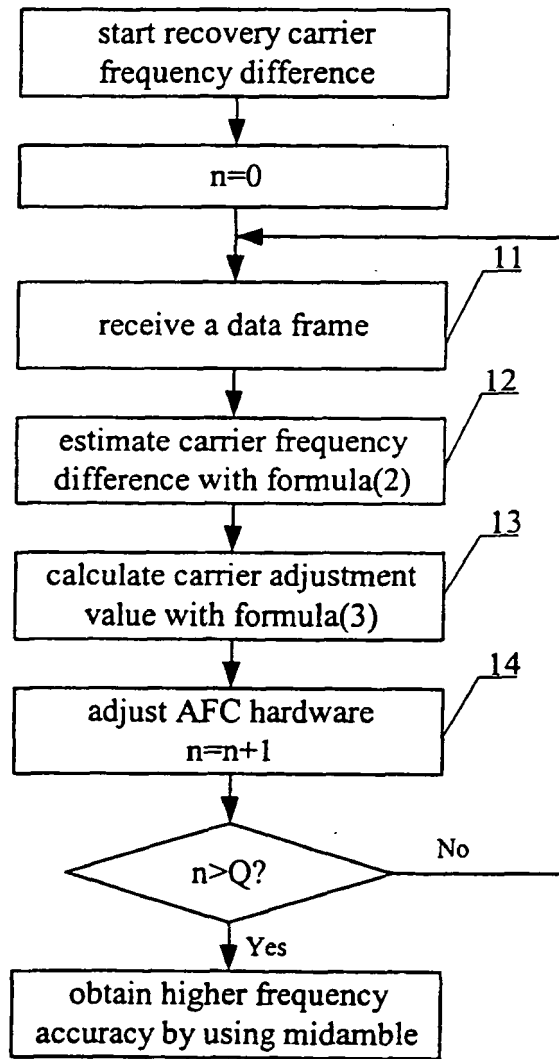 start recovery carrier
frequency difference
n=0
11
receive a data frame
12
estimate carrier frequency
difference with formula(2)
13
calculate carrier adjustment
value with formula(3)
14
adjust AFC hardware
n=n+1
n>Q?
No
Yes
obtain higher frequency
accuracy by using midamble